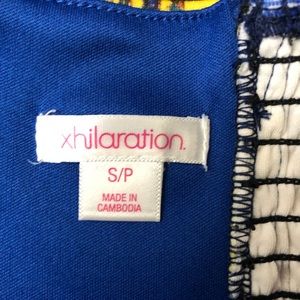 xhilaration.
S/P
MADE IN
CAMBODIA